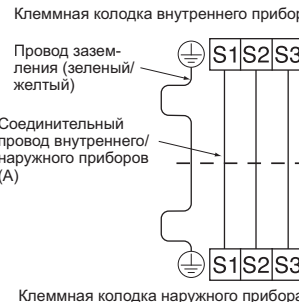 Клеммная колодка внутреннего прибор
Провод зазем-
ления (зеленый/
желтый)
S1 S2 S3
Соединительный
провод внутреннего/
наружного приборов
(A)
S1 S2 S3
Клеммная колодка наружного прибора